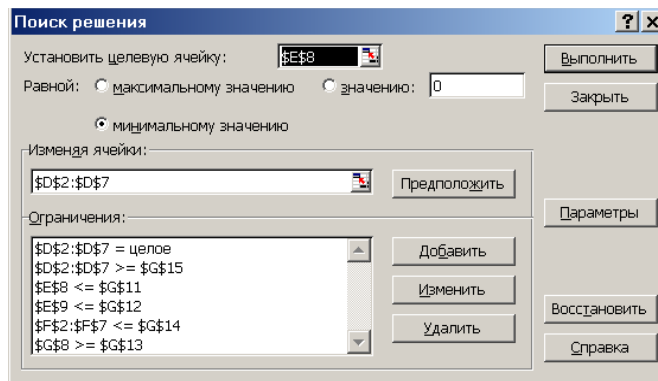 Поиск решения
Установить целевую ячейку: $E$8 Выполнить
Равной: максимальному значению значению: 0 Закрыть
минимальному значению
Изменяя ячейки:
$D$2:$D$7 Предположить
Ограничения: Параметры
$D$2:$D$7 = целое Добавить
$D$2:$D$7 >= $G$15
$E$8 <= $G$11 Изменить
$E$9 <= $G$12 Восстановить
$F$2:$F$7 <= $G$14 Удалить
$G$8 >= $G$13 Справка